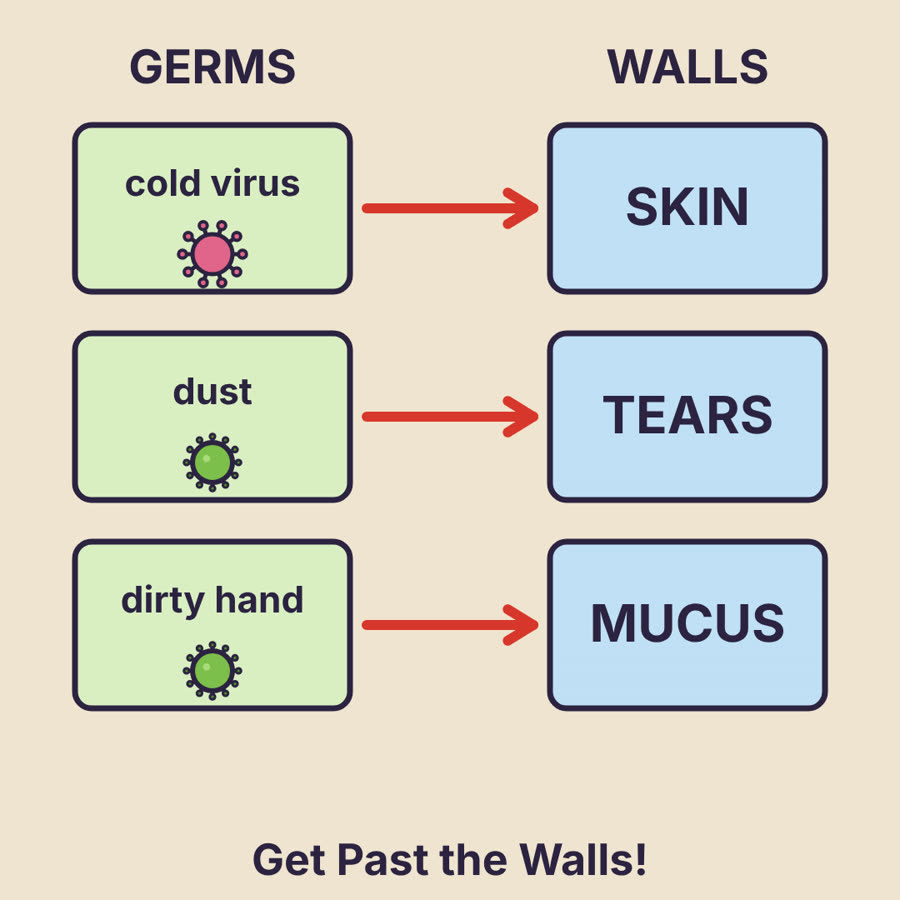 GERMS
WALLS
cold virus
SKIN
dust
TEARS
dirty hand
MUCUS
Get Past the Walls!